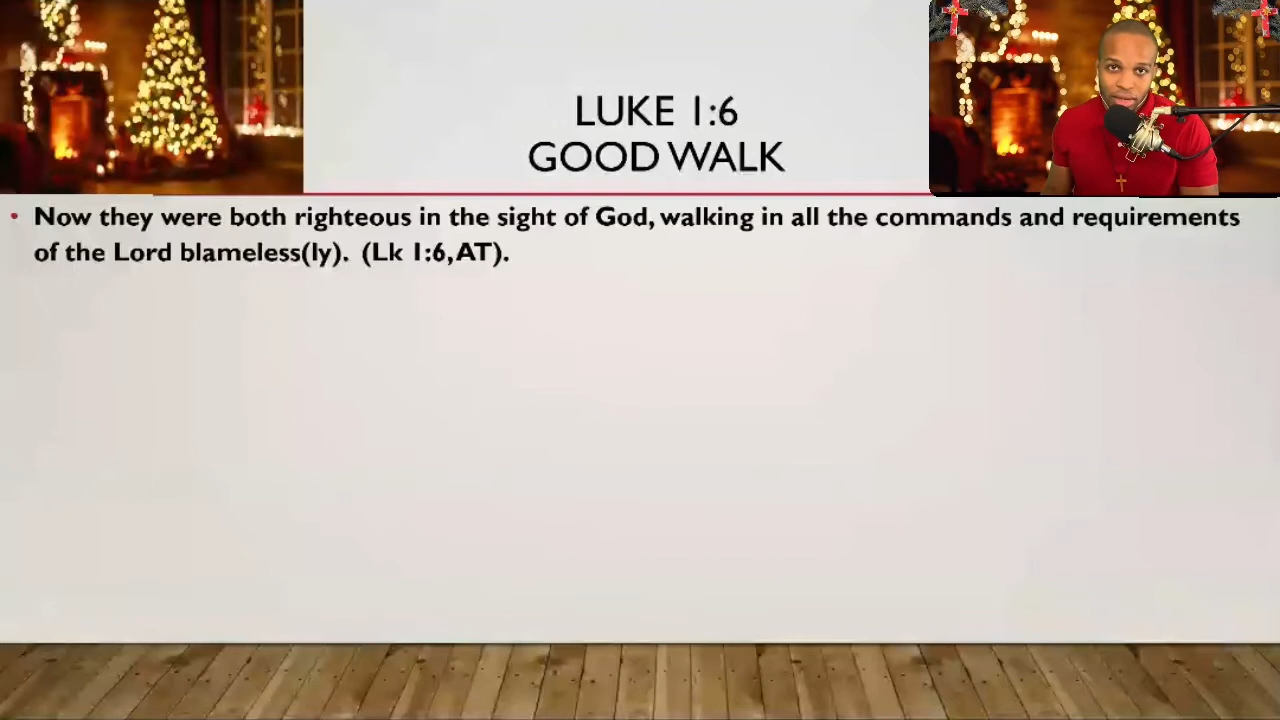 LUKE 1:6
GOOD WALK
• Now they were both righteous in the sight of God, walking in all the commands and requirements
of the Lord blameless(ly). (Lk 1:6, AT).